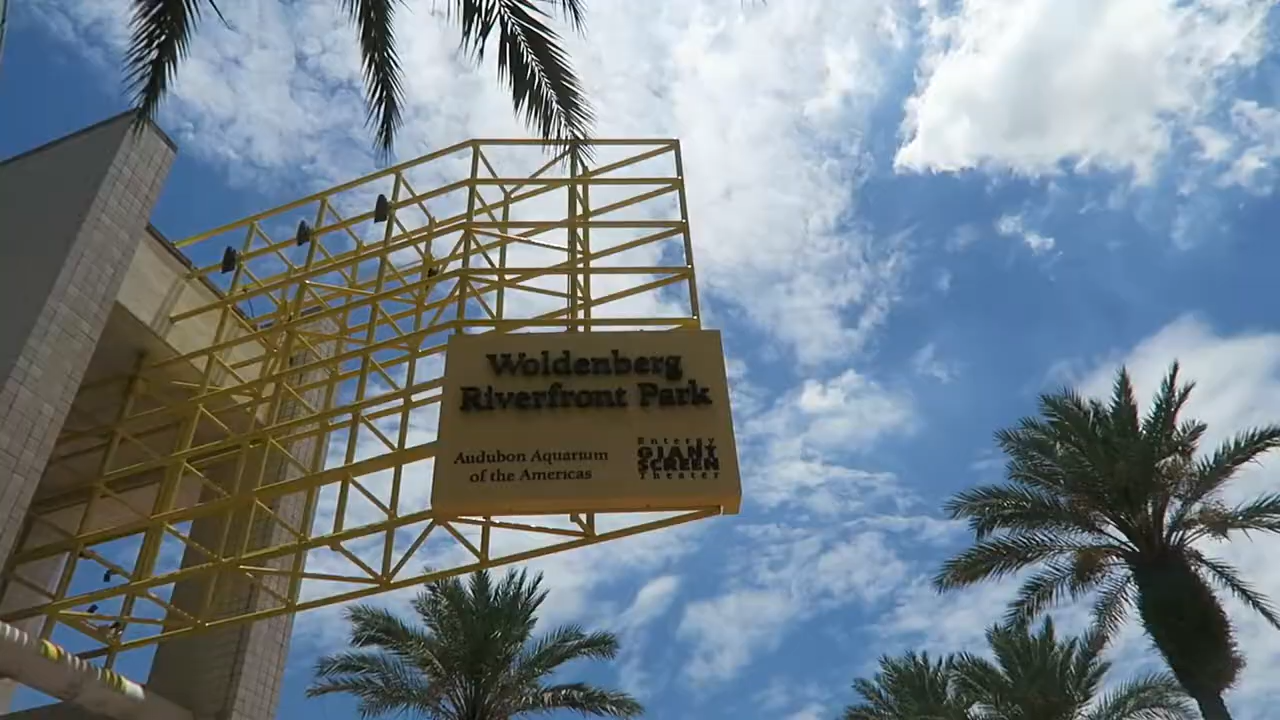 Woldenberg
Riverfront Park
Audubon Aquarium
of the Americas
Entergy
GIANT
SCREEN
Theater